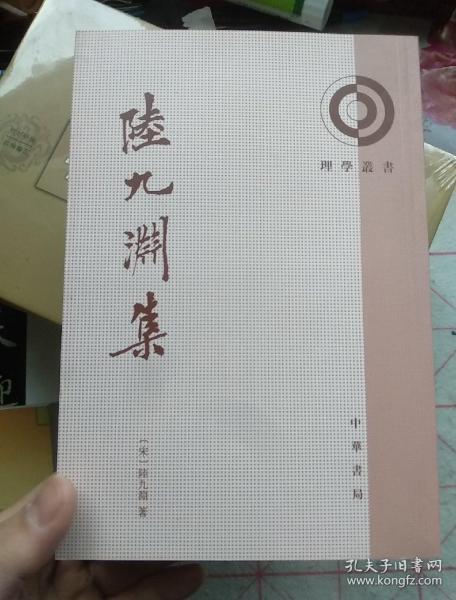 陸九淵集
理學叢書
〔宋〕陸九淵 著
中華書局
孔夫子旧书网
www.kongfz.com